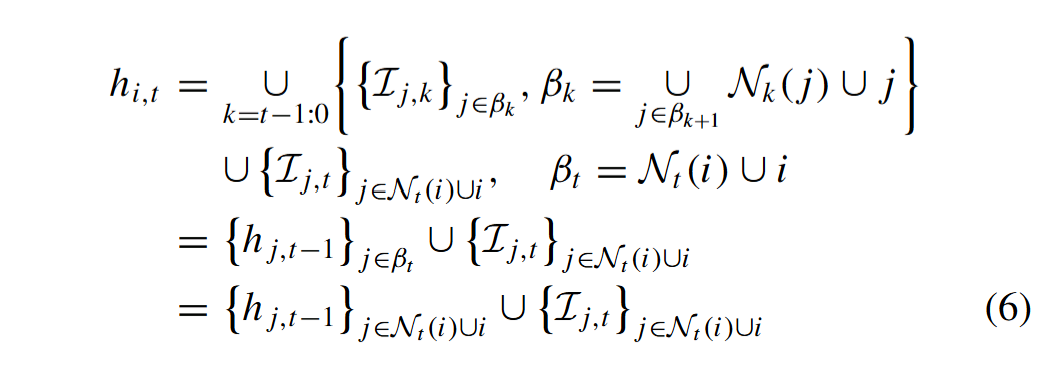 h_{i,t} = ∪_{k=t−1:0} { {ℐ_{j,k}}_{j∈β_k}, β_k = ∪_{j∈β_{k+1}} 𝒩_k(j) ∪ j }
∪ {ℐ_{j,t}}_{j∈𝒩_t(i)∪i}, β_t = 𝒩_t(i) ∪ i
= {h_{j,t−1}}_{j∈β_t} ∪ {ℐ_{j,t}}_{j∈𝒩_t(i)∪i}
= {h_{j,t−1}}_{j∈𝒩_t(i)∪i} ∪ {ℐ_{j,t}}_{j∈𝒩_t(i)∪i} (6)